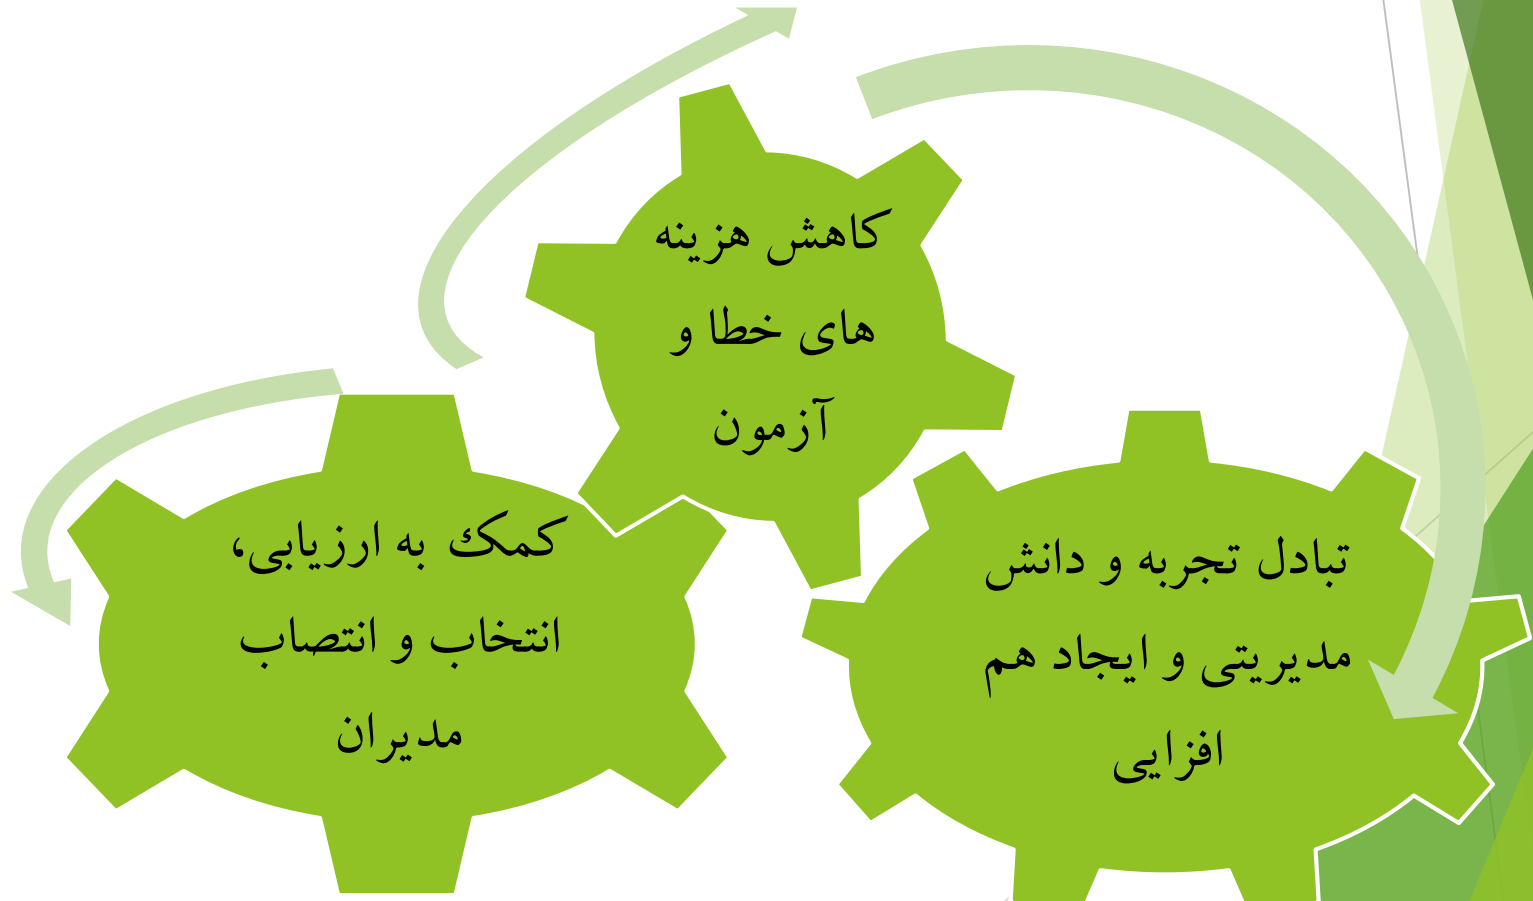 کاهش هزینه
های خطا و
آزمون
تبادل تجربه و دانش
مدیریتی و ایجاد هم
افزایی
کمک به ارزیابی،
انتخاب و انتصاب
مدیران